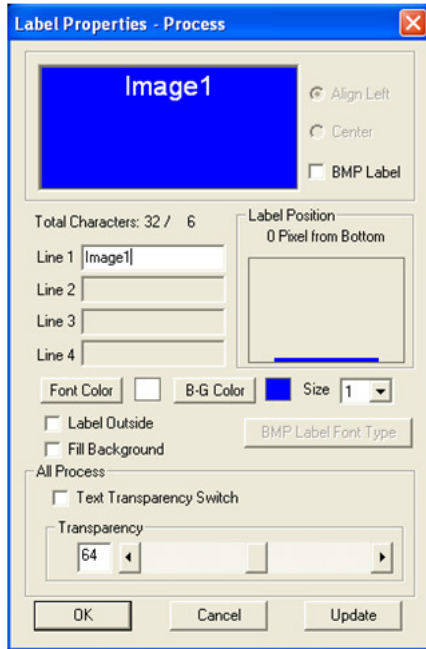 Label Properties - Process
Image1
Align Left
Center
BMP Label
Total Characters: 32 / 6
Label Position
0 Pixel from Bottom
Line 1 Image1
Line 2
Line 3
Line 4
Font Color B-G Color Size 1
Label Outside
Fill Background
BMP Label Font Type
All Process
Text Transparency Switch
Transparency
64
OK Cancel Update